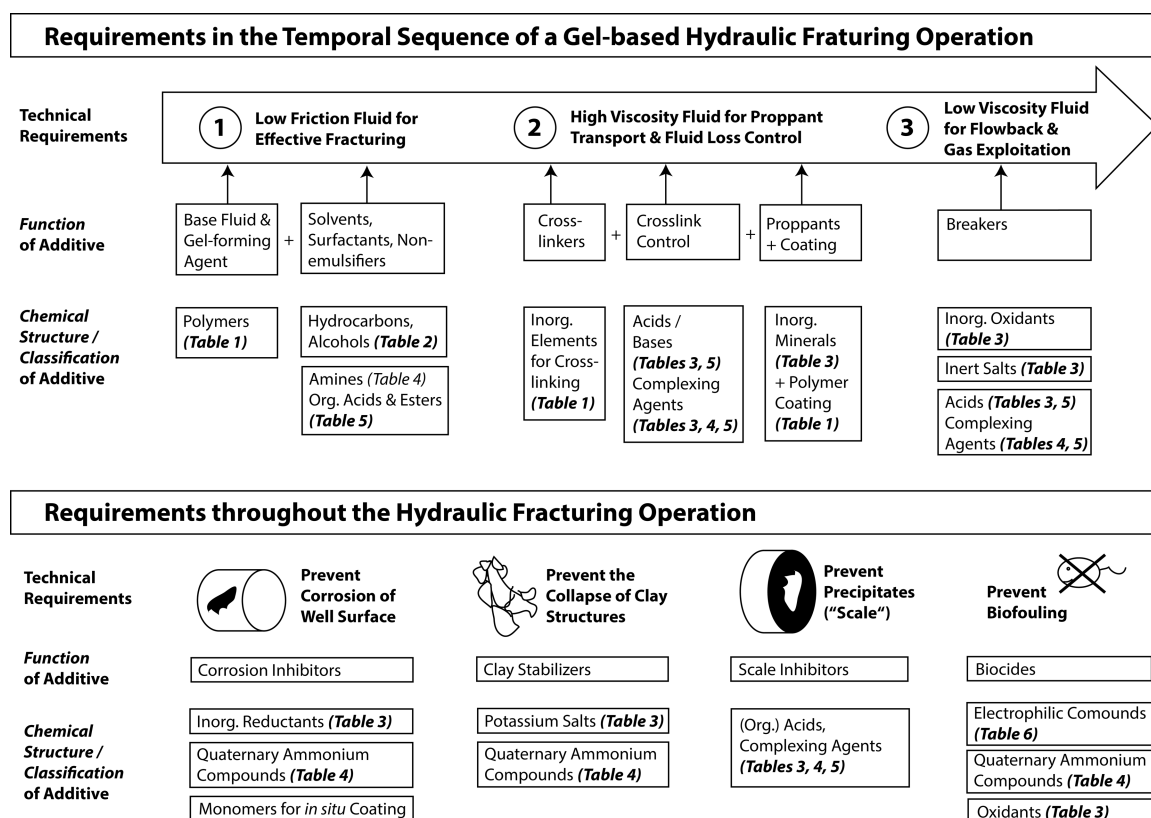 Requirements in the Temporal Sequence of a Gel-based Hydraulic Fraturing Operation
Technical
Requirements
1
Low Friction Fluid for
Effective Fracturing
2
High Viscosity Fluid for Proppant
Transport & Fluid Loss Control
3
Low Viscosity Fluid
for Flowback &
Gas Exploitation
Function
of Additive
Base Fluid &
Gel-forming
Agent
+
Solvents,
Surfactants, Non-
emulsifiers
Cross-
linkers
+
Crosslink
Control
+
Proppants
+ Coating
Breakers
Chemical
Structure /
Classification
of Additive
Polymers
(Table 1)
Hydrocarbons,
Alcohols (Table 2)
Amines (Table 4)
Org. Acids & Esters
(Table 5)
Inorg.
Elements
for Cross-
linking
(Table 1)
Acids /
Bases
(Tables 3, 5)
Complexing
Agents
(Tables 3, 4, 5)
Inorg.
Minerals
(Table 3)
+ Polymer
Coating
(Table 1)
Inorg. Oxidants
(Table 3)
Inert Salts (Table 3)
Acids (Tables 3, 5)
Complexing
Agents (Tables 4, 5)
Requirements throughout the Hydraulic Fracturing Operation
Technical
Requirements
Prevent
Corrosion of
Well Surface
Prevent the
Collapse of Clay
Structures
Prevent
Precipitates
("Scale“)
Prevent
Biofouling
Function
of Additive
Corrosion Inhibitors
Clay Stabilizers
Scale Inhibitors
Biocides
Chemical
Structure /
Classification
of Additive
Inorg. Reductants (Table 3)
Quaternary Ammonium
Compounds (Table 4)
Monomers for in situ Coating
Potassium Salts (Table 3)
Quaternary Ammonium
Compounds (Table 4)
(Org.) Acids,
Complexing Agents
(Tables 3, 4, 5)
Electrophilic Comounds
(Table 6)
Quaternary Ammonium
Compounds (Table 4)
Oxidants (Table 3)